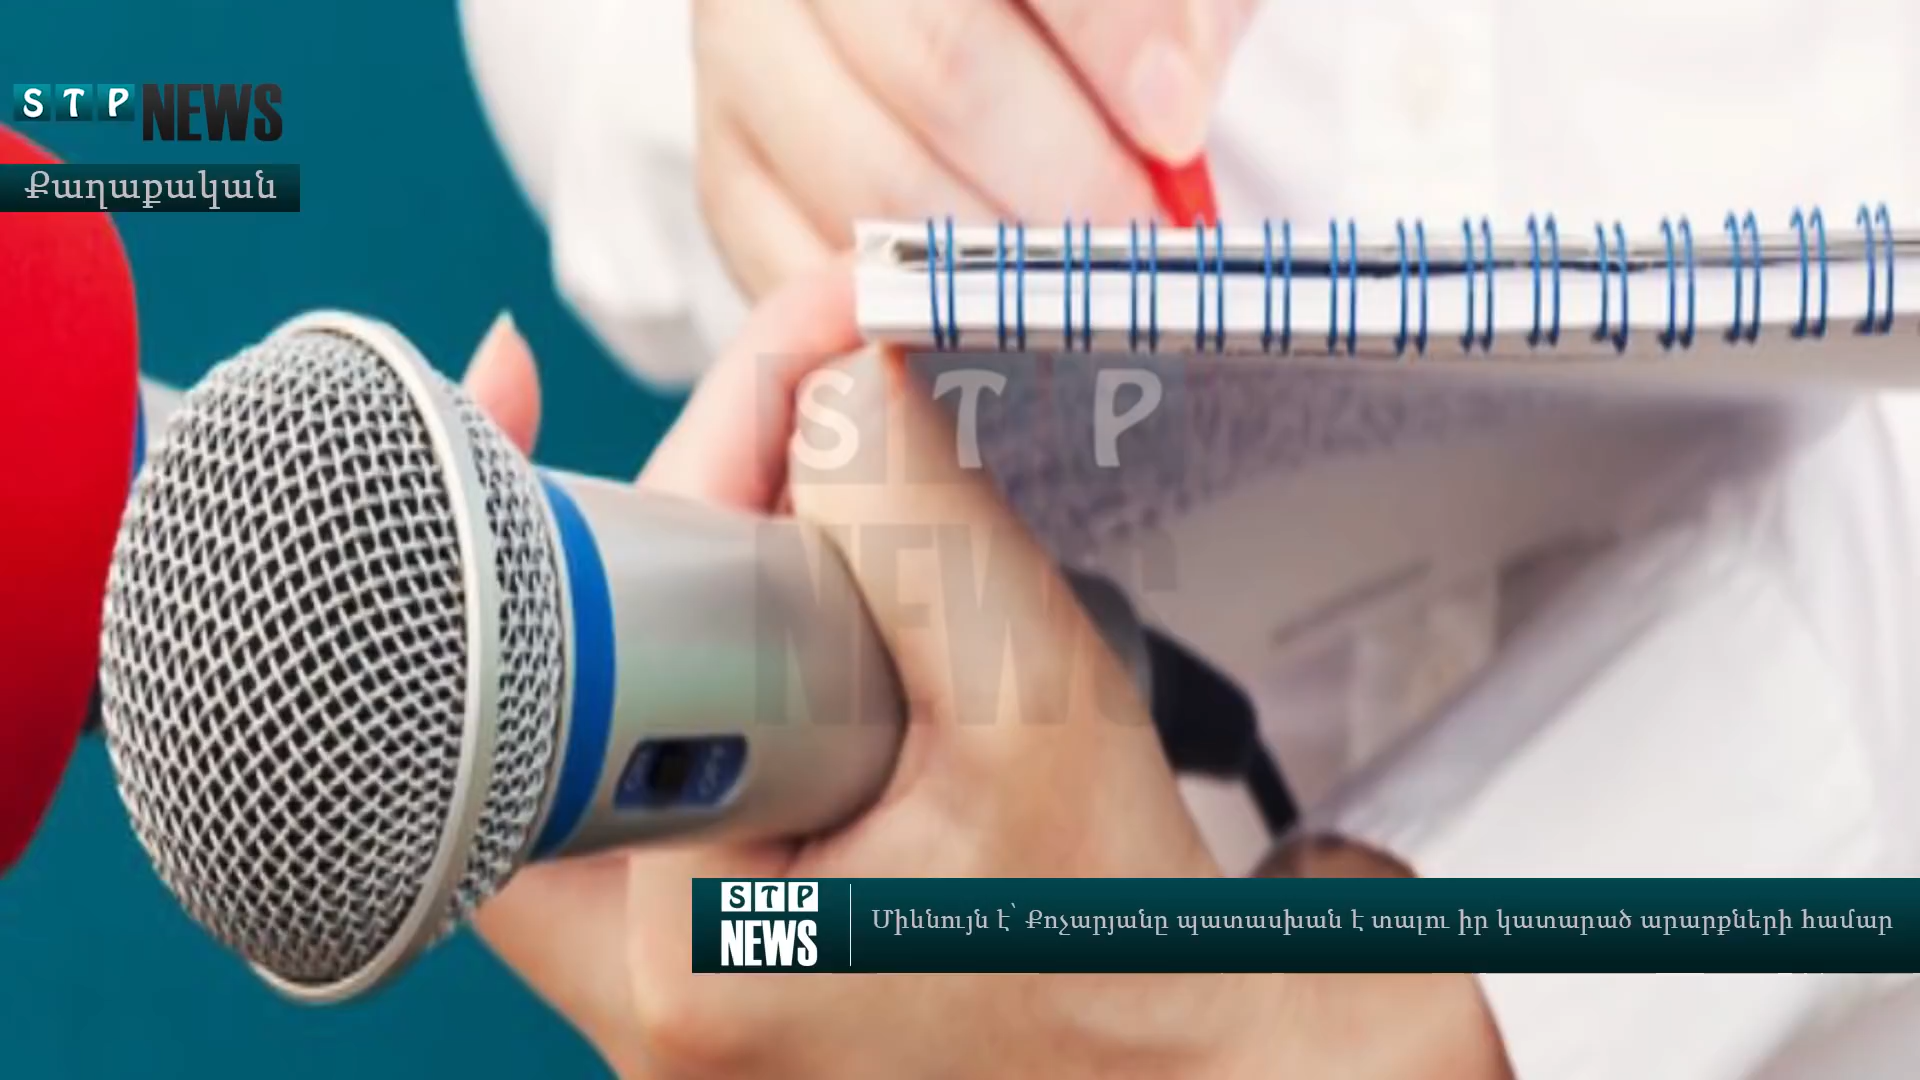 STP NEWS
Քաղաքական
STP
NEWS
STP
NEWS
Միևնույն է՝ Քոչարյանը պատասխան է տալու իր կատարած արարքների համար